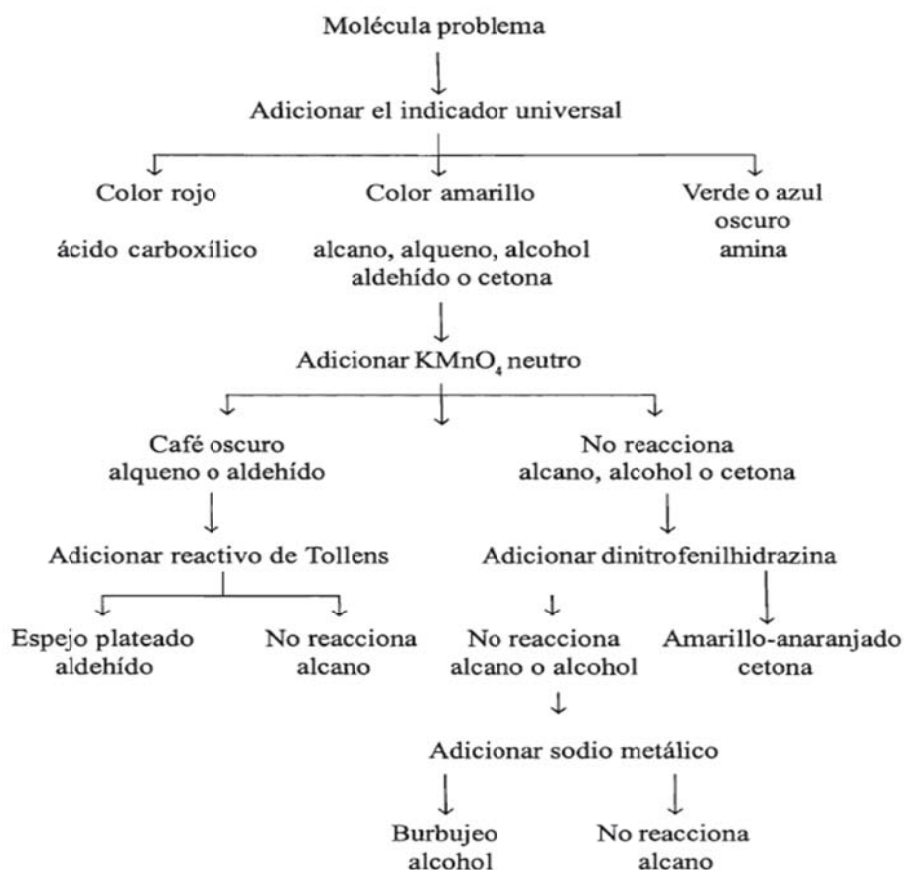 Molécula problema
Adicionar el indicador universal
Color rojo
ácido carboxílico
Color amarillo
alcano, alqueno, alcohol
aldehído o cetona
Verde o azul
oscuro
amina
Adicionar KMnO₄ neutro
Café oscuro
alqueno o aldehído
No reacciona
alcano, alcohol o cetona
Adicionar reactivo de Tollens
Adicionar dinitrofenilhidrazina
Espejo plateado
aldehído
No reacciona
alcano
No reacciona
alcano o alcohol
Amarillo-anaranjado
cetona
Adicionar sodio metálico
Burbujeo
alcohol
No reacciona
alcano